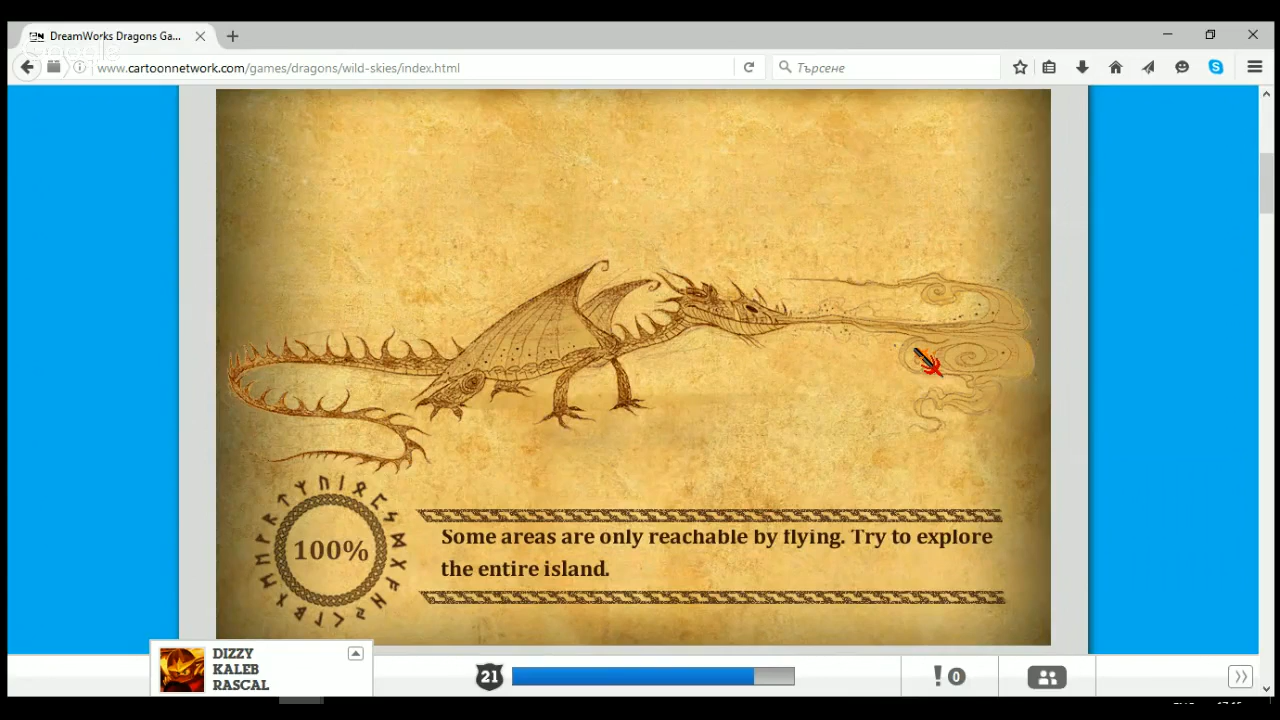 DreamWorks Dragons Ga...
Google
www.cartoonnetwork.com/games/dragons/wild-skies/index.html
Търсене
Some areas are only reachable by flying. Try to explore
the entire island.
100%
DIZZY
KALEB
RASCAL
21
0